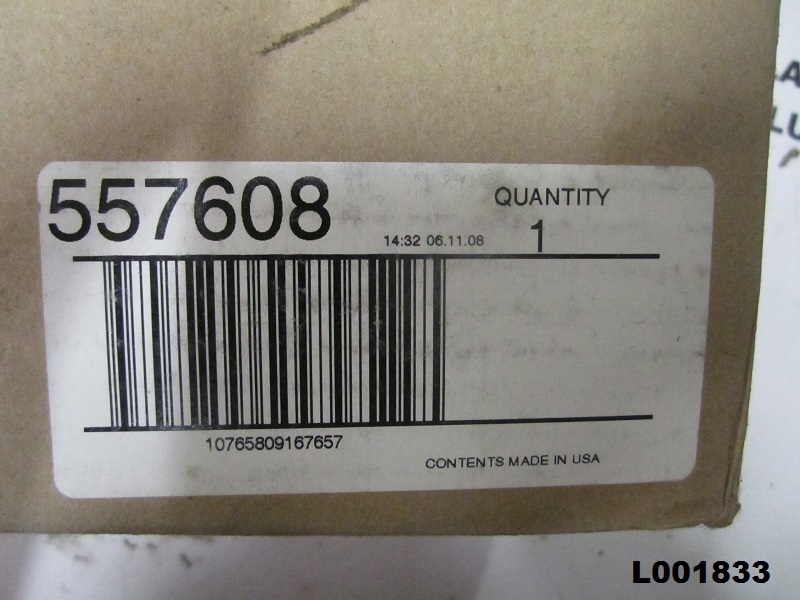 557608
QUANTITY
14:32 06.11.08
1
10765809167657
CONTENTS MADE IN USA
L001833